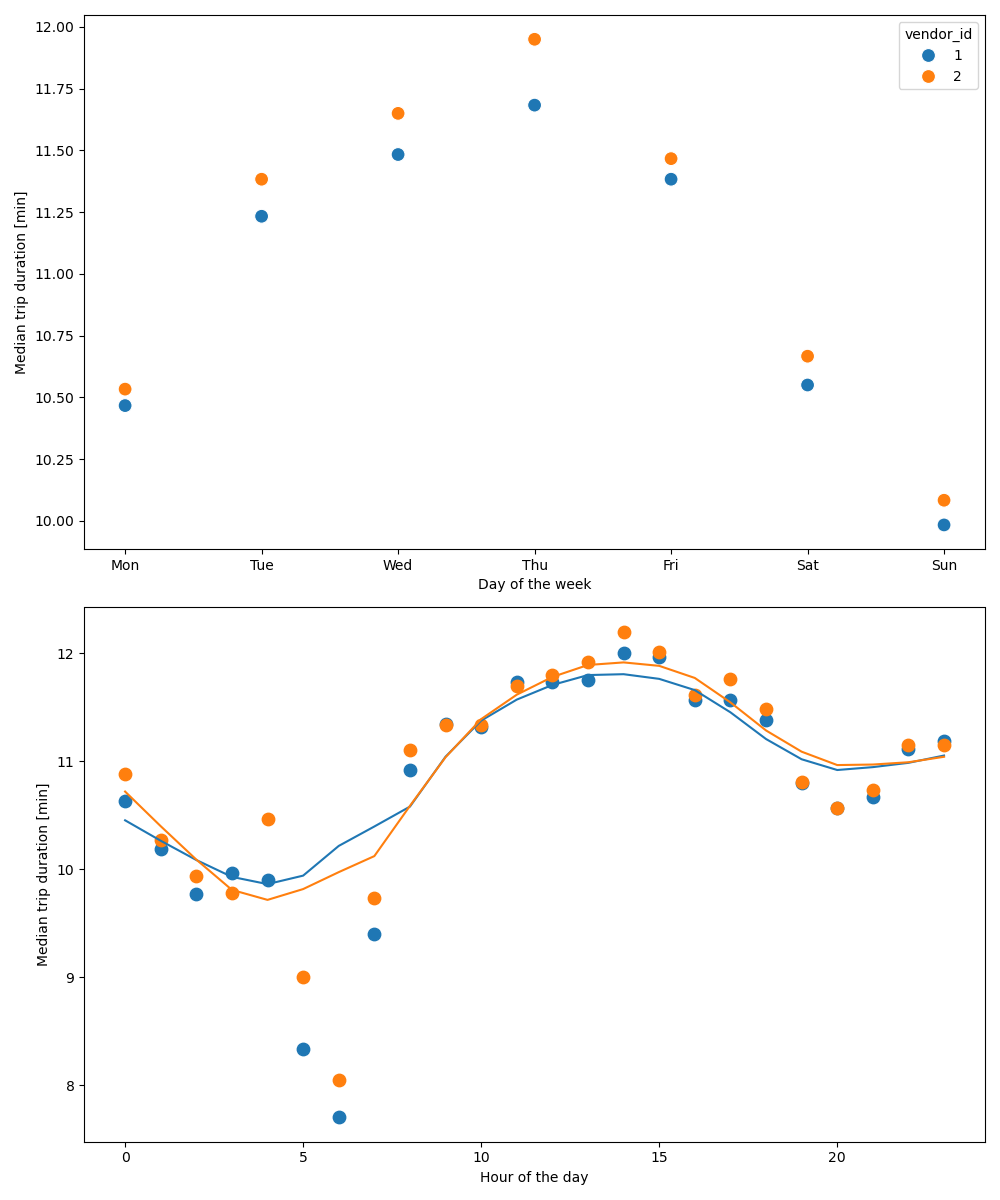 12.00
11.75
11.50
11.25
11.00
10.75
10.50
10.25
10.00
Median trip duration [min]
vendor_id
1
2
Mon Tue Wed Thu Fri Sat Sun
Day of the week
12
11
10
9
8
Median trip duration [min]
0 5 10 15 20
Hour of the day